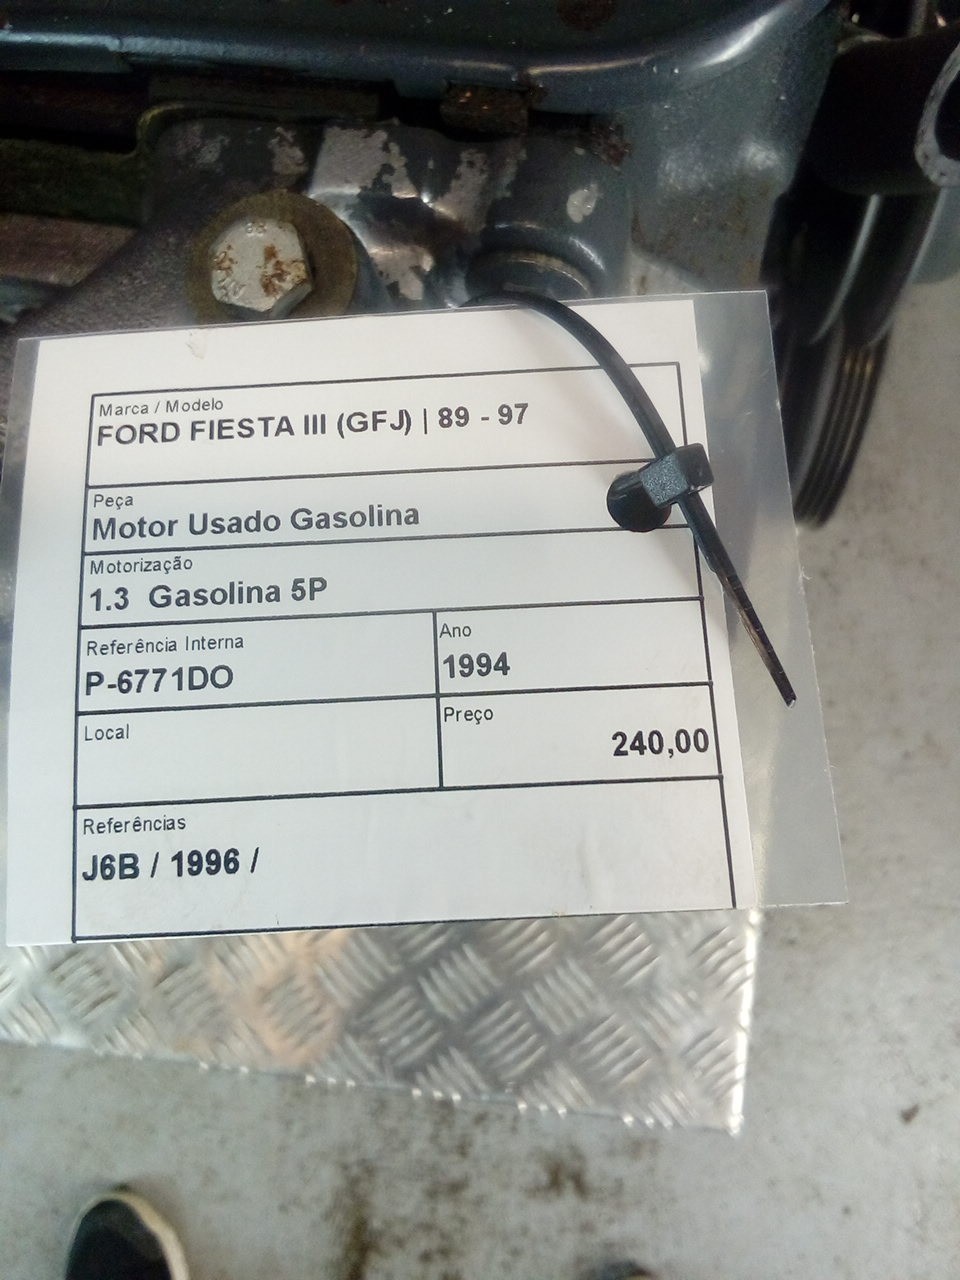 Marca / Modelo
FORD FIESTA III (GFJ) | 89 - 97
Peça
Motor Usado Gasolina
Motorização
1.3 Gasolina 5P
Referência Interna
P-6771DO
Ano
1994
Local
Preço
240,00
Referências
J6B / 1996 /